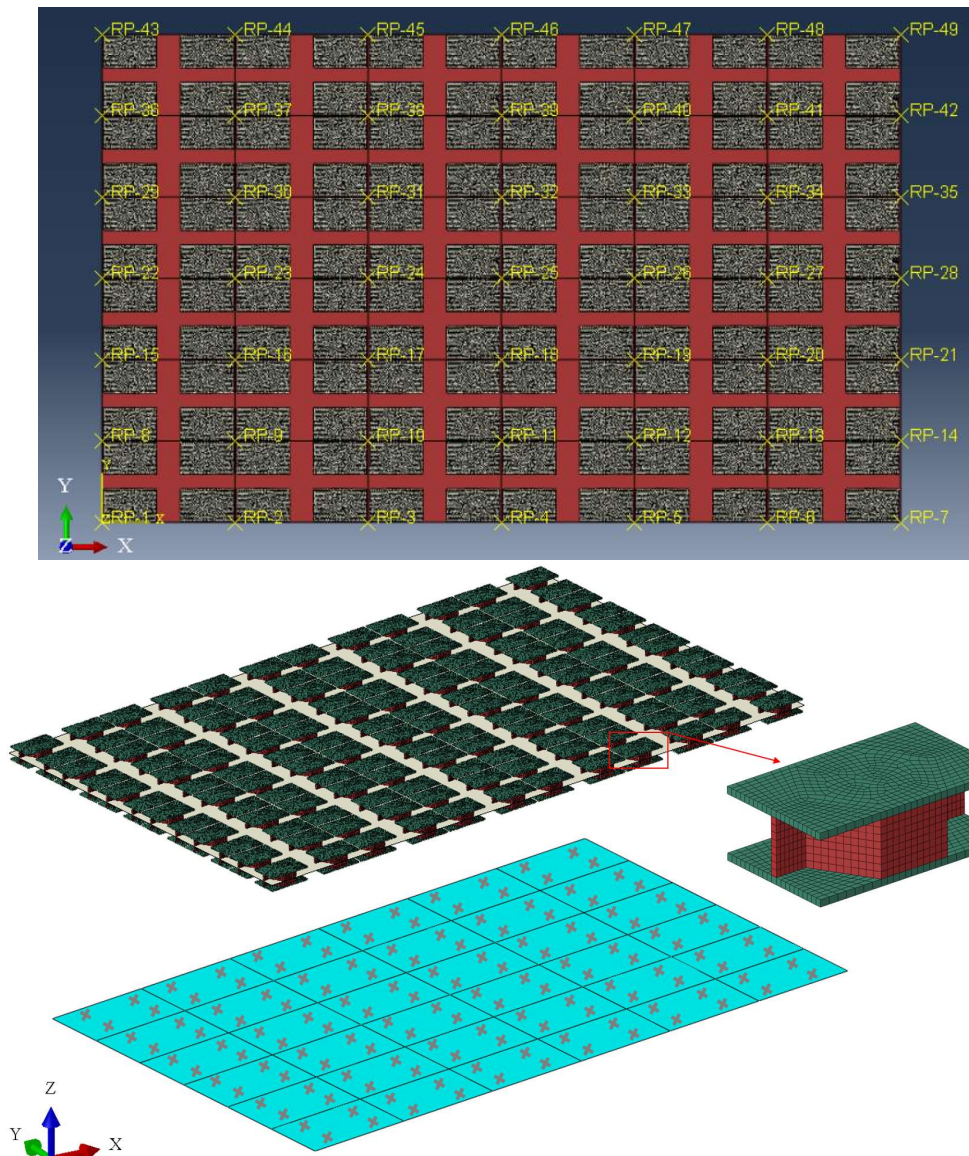 RP-43 RP-44 RP-45 RP-46 RP-47 RP-48 RP-49
RP-36 RP-37 RP-38 RP-39 RP-40 RP-41 RP-42
RP-29 RP-30 RP-31 RP-32 RP-33 RP-34 RP-35
RP-22 RP-23 RP-24 RP-25 RP-26 RP-27 RP-28
RP-15 RP-16 RP-17 RP-18 RP-19 RP-20 RP-21
RP-8 RP-9 RP-10 RP-11 RP-12 RP-13 RP-14
Y
Y
RP-1 X RP-2 RP-3 RP-4 RP-5 RP-6 RP-7
Z X
Z
Y X